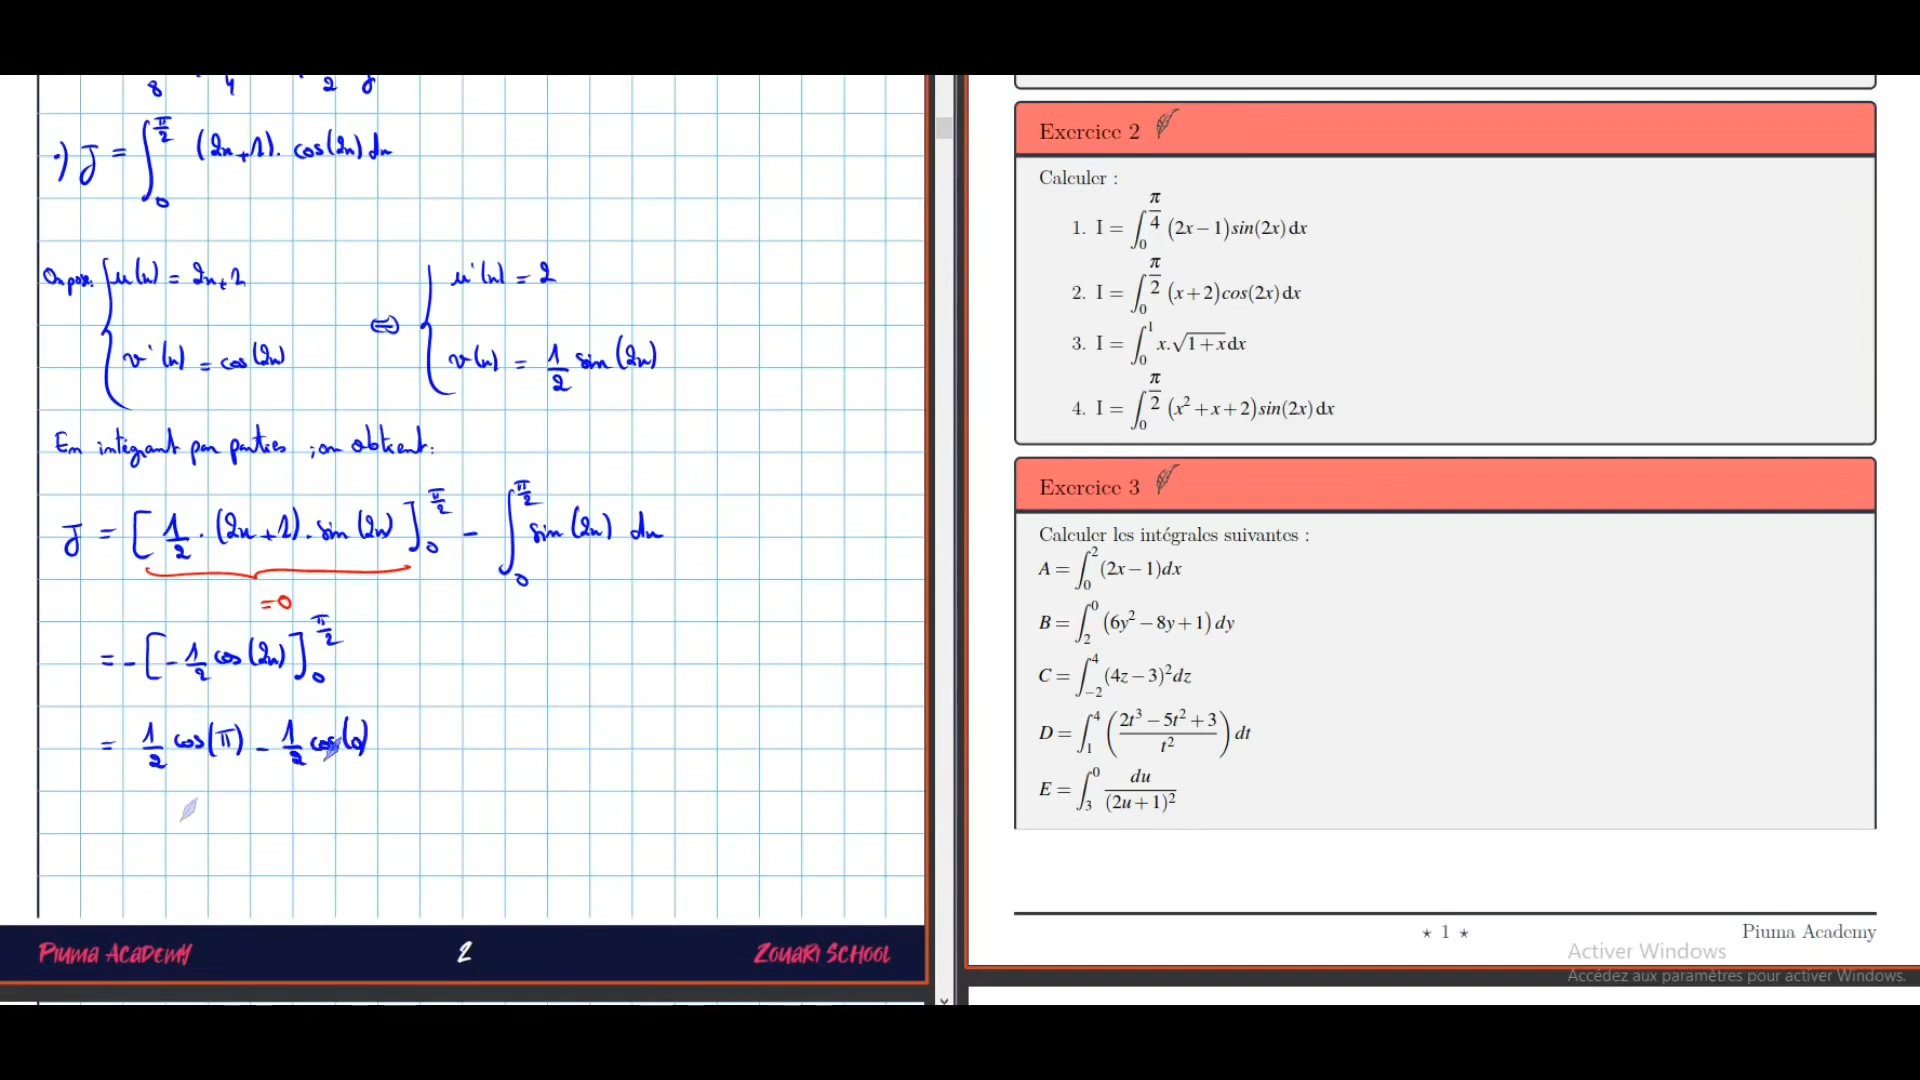 8 4 2 J
•) J = ∫₀^(π/2) (2x+1). cos(2x) dx
On pose: { u(x) = 2x+1 ⇔ { u'(x) = 2
v'(x) = cos(2x) v(x) = 1/2 sin(2x)
En intégrant par parties ; on obtient:
J = [1/2 . (2x+1). sin(2x)]₀^(π/2) - ∫₀^(π/2) sin(2x) dx
=0
= - [-1/2 cos(2x)]₀^(π/2)
= 1/2 cos(π) - 1/2 cos(0)
Piuma Academy 2 Zouari School
Exercice 2
Calculer :
1. I = ∫₀^(π/4) (2x−1)sin(2x)dx
2. I = ∫₀^(π/2) (x+2)cos(2x)dx
3. I = ∫₀^1 x.√(1+x)dx
4. I = ∫₀^(π/2) (x²+x+2)sin(2x)dx
Exercice 3
Calculer les intégrales suivantes :
A = ∫₀^2 (2x−1)dx
B = ∫₂^0 (6y²−8y+1)dy
C = ∫₋₂^4 (4z−3)²dz
D = ∫₁^4 ((2t³−5t²+3)/t²) dt
E = ∫₃^0 du/(2u+1)²
⋆ 1 ⋆ Piuma Academy
Activer Windows
Accédez aux paramètres pour activer Windows.